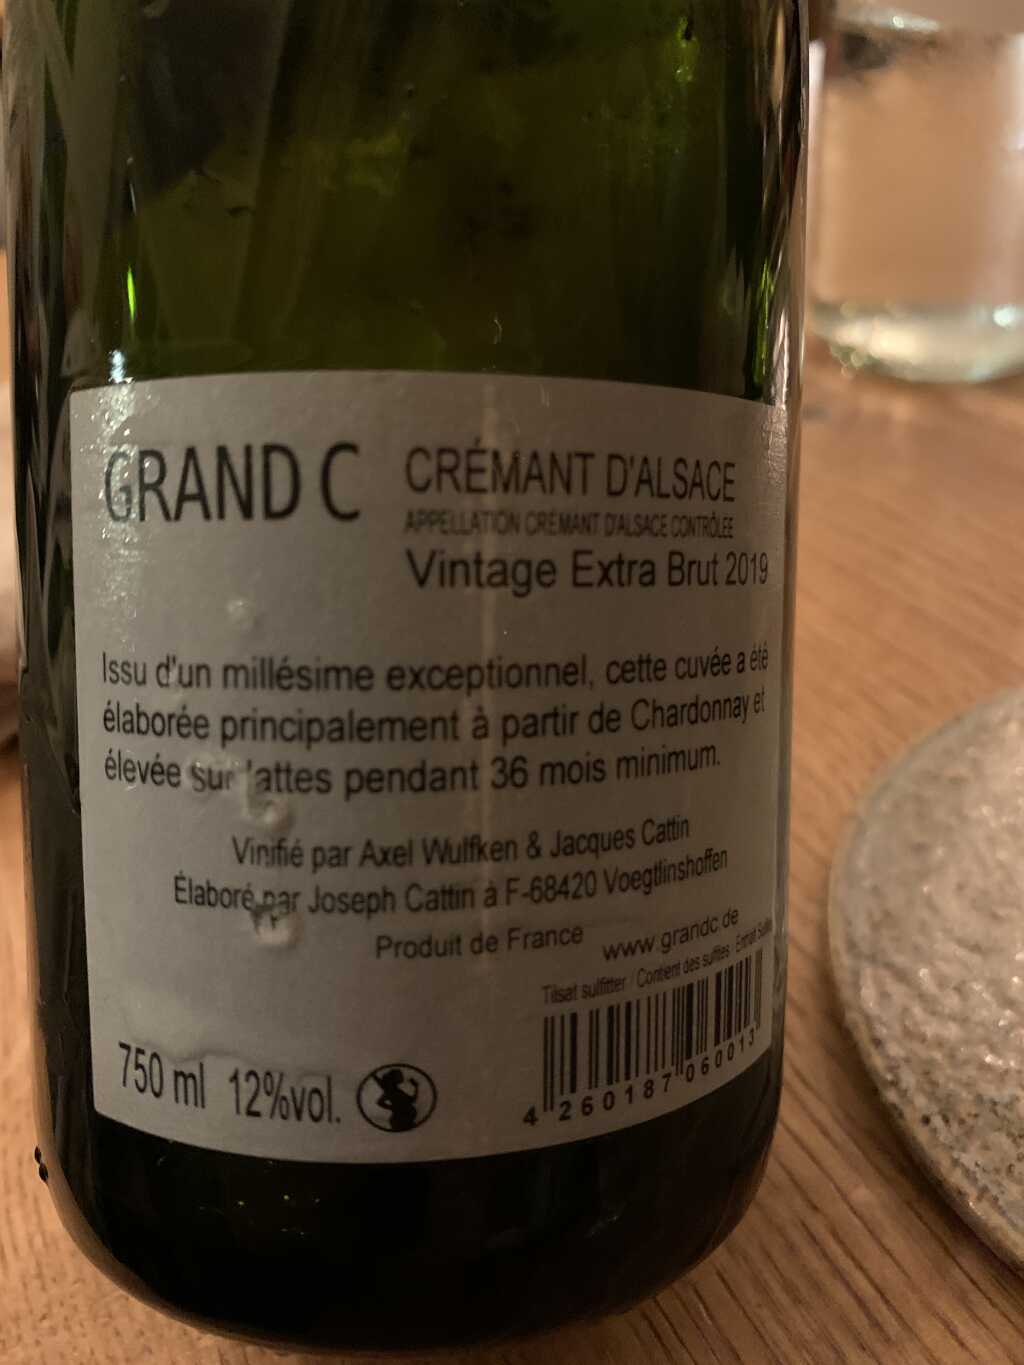 GRAND C
CRÉMANT D'ALSACE
APPELLATION CRÉMANT D'ALSACE CONTRÔLÉE
Vintage Extra Brut 2019
Issu d'un millésime exceptionnel, cette cuvée a été
élaborée principalement à partir de Chardonnay et
élevée sur lattes pendant 36 mois minimum.
Vinifié par Axel Wulfken & Jacques Cattin
Élaboré par Joseph Cattin à F-68420 Voegtlinshoffen
Produit de France
www.grandc.de
Tilsat sulfitter / Contient des sulfites
750 ml 12%vol.
4 260187 060013